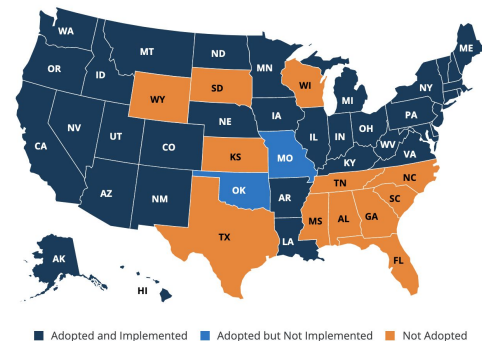 WA
ME
MT
ND
MN
OR
ID
WI
SD
NY
MI
WY
IA
PA
NE
OH
IL
IN
NV
UT
WV
CO
VA
CA
KS
MO
KY
NC
TN
OK
AZ
NM
AR
SC
MS
AL
GA
TX
LA
FL
AK
HI
Adopted and Implemented
Adopted but Not Implemented
Not Adopted